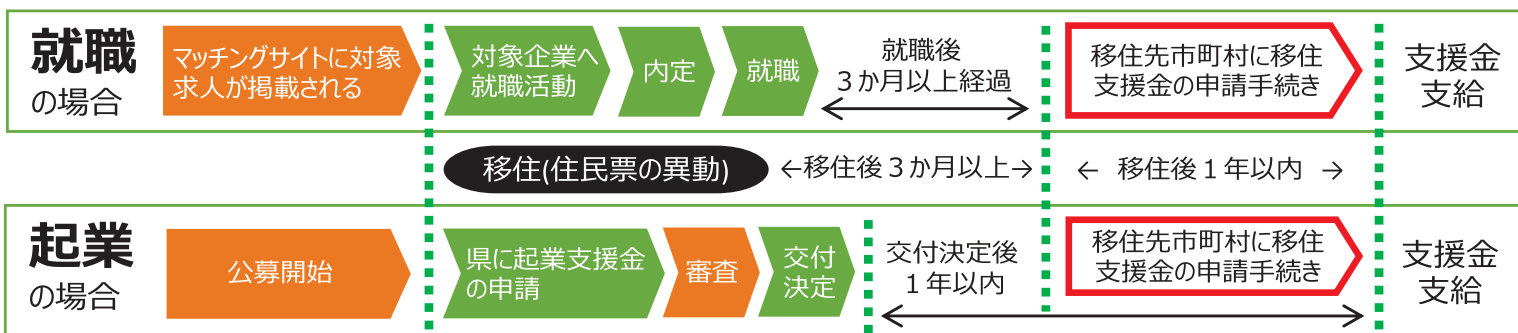 就職
の場合
マッチングサイトに対象
求人が掲載される
対象企業へ
就職活動
内定
就職
就職後
３か月以上経過
移住先市町村に移住
支援金の申請手続き
支援金
支給
移住(住民票の異動)
←移住後３か月以上→
← 移住後１年以内 →
起業
の場合
公募開始
県に起業支援金
の申請
審査
交付
決定
交付決定後
１年以内
移住先市町村に移住
支援金の申請手続き
支援金
支給